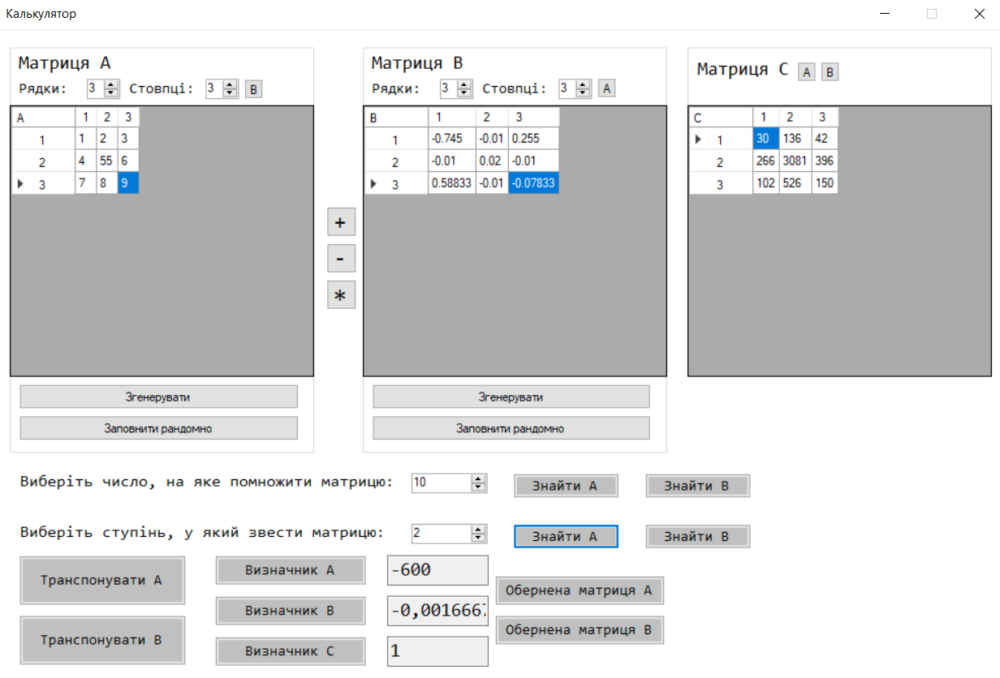 Калькулятор
Матриця A
Рядки: 3 Стовпці: 3 B
A 1 2 3
1 1 2 3
2 4 55 6
3 7 8 9
Згенерувати
Заповнити рандомно
+
-
*
Матриця B
Рядки: 3 Стовпці: 3 A
B 1 2 3
1 -0.745 -0.01 0.255
2 -0.01 0.02 -0.01
3 0.58833 -0.01 -0.07833
Згенерувати
Заповнити рандомно
Матриця C A B
C 1 2 3
1 30 136 42
2 266 3081 396
3 102 526 150
Виберіть число, на яке помножити матрицю: 10 Знайти A Знайти B
Виберіть ступінь, у який звести матрицю: 2 Знайти A Знайти B
Транспонувати A
Транспонувати B
Визначник A -600
Визначник B -0,001666
Визначник C 1
Обернена матриця A
Обернена матриця B